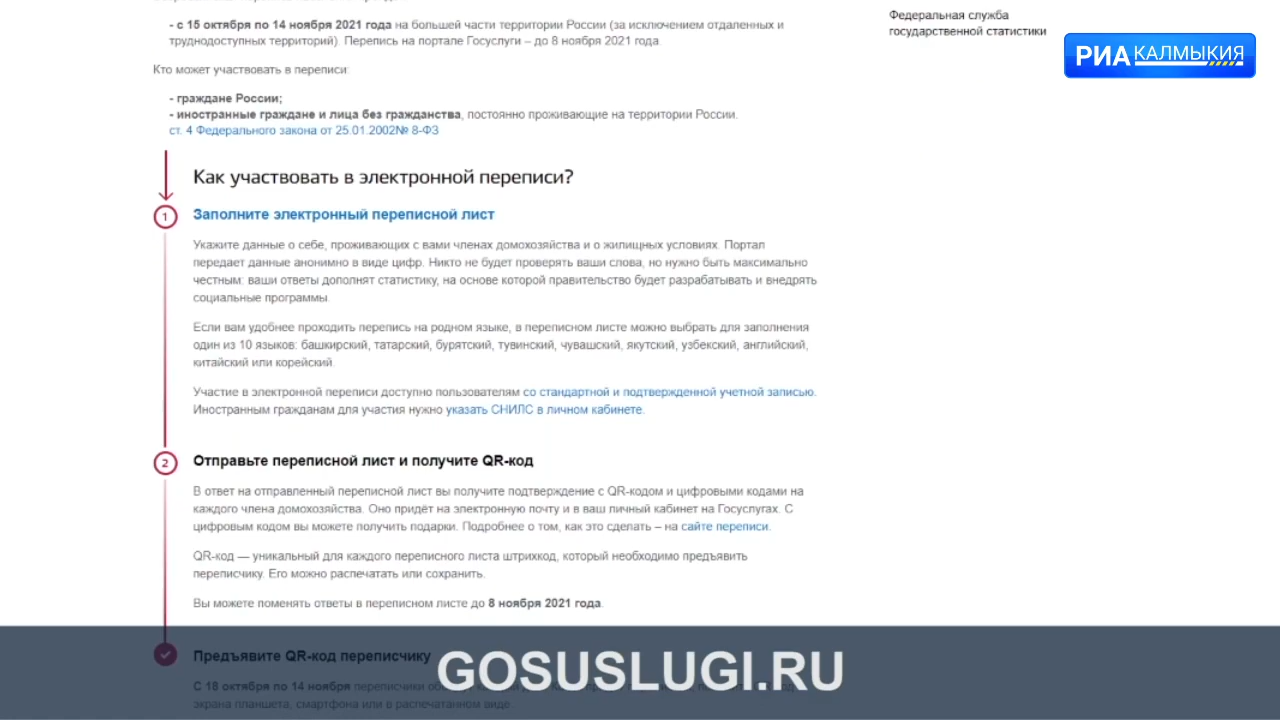 - с 15 октября по 14 ноября 2021 года на большей части территории России (за исключением отдаленных и
труднодоступных территорий). Перепись на портале Госуслуги – до 8 ноября 2021 года.
Кто может участвовать в переписи:
- граждане России;
- иностранные граждане и лица без гражданства, постоянно проживающие на территории России.
ст. 4 Федерального закона от 25.01.2002№ 8-ФЗ
Федеральная служба
государственной статистики
РИА КАЛМЫКИЯ
Как участвовать в электронной переписи?
1 Заполните электронный переписной лист
Укажите данные о себе, проживающих с вами членах домохозяйства и о жилищных условиях. Портал
передает данные анонимно в виде цифр. Никто не будет проверять ваши слова, но нужно быть максимально
честным: ваши ответы дополнят статистику, на основе которой правительство будет разрабатывать и внедрять
социальные программы.
Если вам удобнее проходить перепись на родном языке, в переписном листе можно выбрать для заполнения
один из 10 языков: башкирский, татарский, бурятский, тувинский, чувашский, якутский, узбекский, английский,
китайский или корейский.
Участие в электронной переписи доступно пользователям со стандартной и подтвержденной учетной записью.
Иностранным гражданам для участия нужно указать СНИЛС в личном кабинете.
2 Отправьте переписной лист и получите QR-код
В ответ на отправленный переписной лист вы получите подтверждение с QR-кодом и цифровыми кодами на
каждого члена домохозяйства. Оно придёт на электронную почту и в ваш личный кабинет на Госуслугах. С
цифровым кодом вы можете получить подарки. Подробнее о том, как это сделать – на сайте переписи.
QR-код — уникальный для каждого переписного листа штрихкод, который необходимо предъявить
переписчику. Его можно распечатать или сохранить.
Вы можете поменять ответы в переписном листе до 8 ноября 2021 года.
Предъявите QR-код переписчику
GOSUSLUGI.RU
С 18 октября по 14 ноября переписчики
экрана планшета, смартфона или в распечатанном виде.